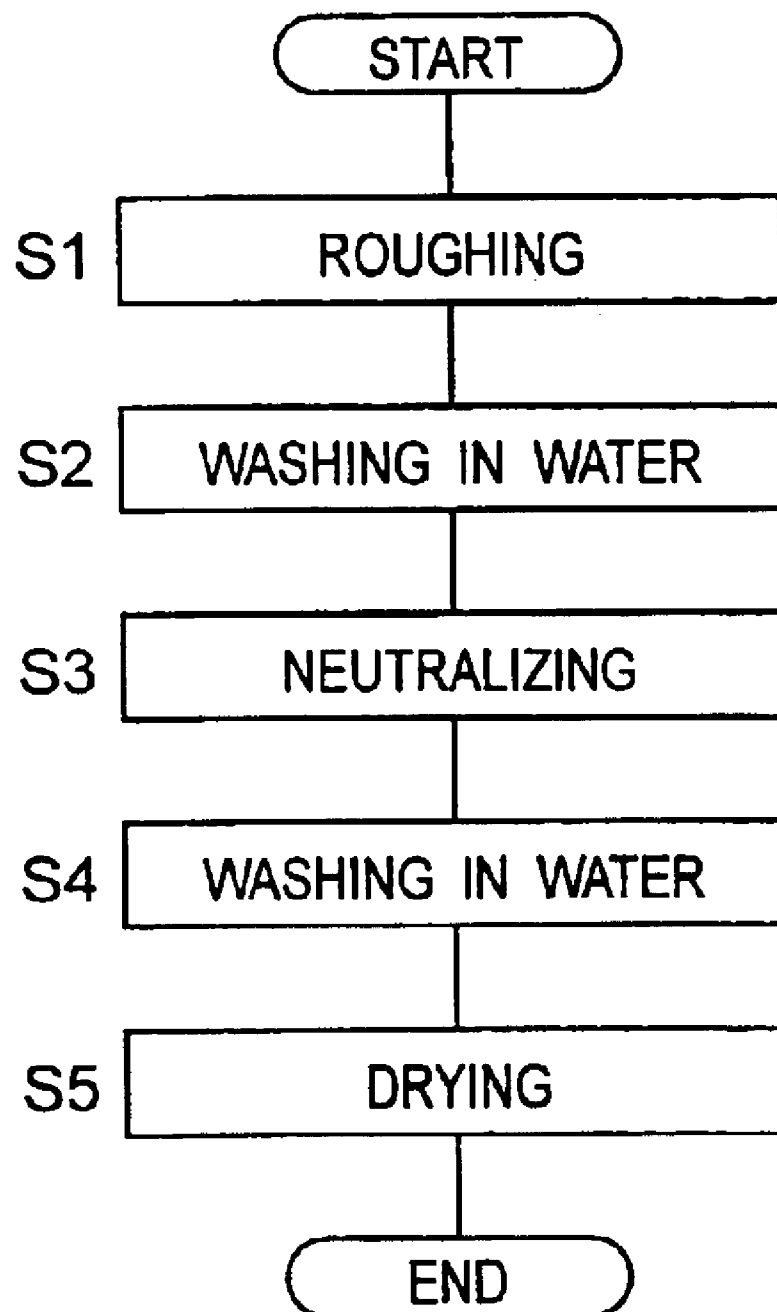 START
S1 ROUGHING
S2 WASHING IN WATER
S3 NEUTRALIZING
S4 WASHING IN WATER
S5 DRYING
END